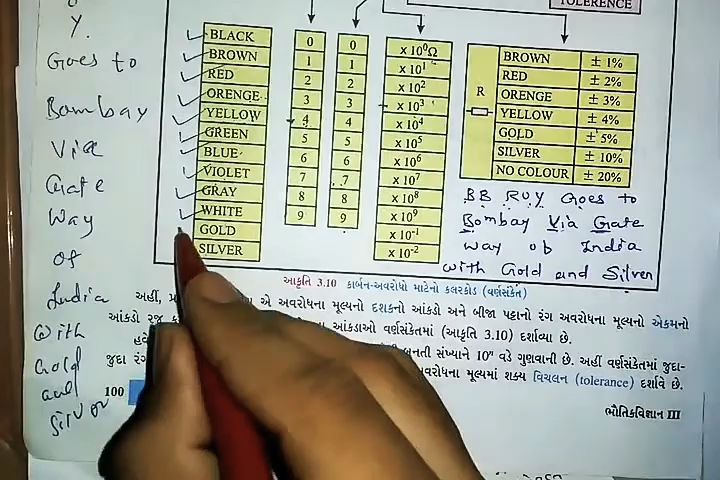 TOLERENCE
Y.
Goes to
Bombay
Via
Gate
Way
of
India
With
Gold
and
Silver
BLACK
BROWN
RED
ORENGE
YELLOW
GREEN
BLUE
VIOLET
GRAY
WHITE
GOLD
SILVER
0
1
2
3
4
5
6
7
8
9
0
1
2
3
4
5
6
7
8
9
x 10⁰Ω
x 10¹
x 10²
x 10³
x 10⁴
x 10⁵
x 10⁶
x 10⁷
x 10⁸
x 10⁹
x 10⁻¹
x 10⁻²
R
BROWN ± 1%
RED ± 2%
ORENGE ± 3%
YELLOW ± 4%
GOLD ± 5%
SILVER ± 10%
NO COLOUR ± 20%
BB ROY Goes to
Bombay Via Gate
way of India
with Gold and Silver
આકૃતિ 3.10 કાર્બન-અવરોધો માટેનો કલરકોડ (વર્ણસંકેત)
અહીં, એ અવરોધના મૂલ્યનો દશકનો આંકડો અને બીજા પટ્ટાનો રંગ અવરોધના મૂલ્યનો એકમનો
આંકડો રજૂ આંકડાઓ વર્ણસંકેતમાં (આકૃતિ 3.10) દર્શાવ્યા છે.
હવે બનતી સંખ્યાને 10ⁿ વડે ગુણવાની છે. અહીં વર્ણસંકેતમાં જુદા-
જુદા રંગ અવરોધના મૂલ્યમાં શક્ય વિચલન (tolerance) દર્શાવે છે.
100
ભૌતિકવિજ્ઞાન III